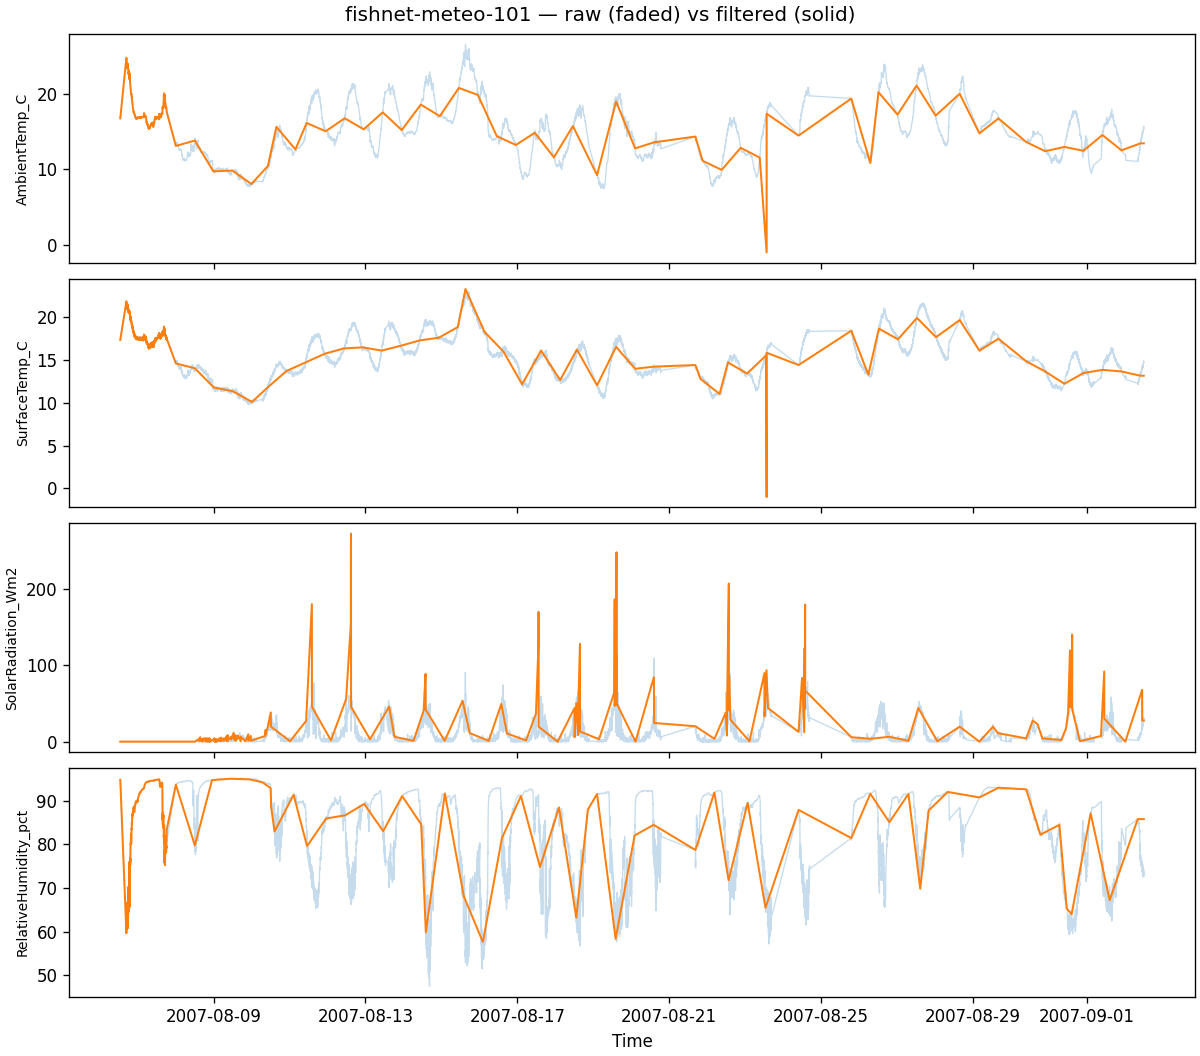 fishnet-meteo-101 — raw (faded) vs filtered (solid)
AmbientTemp_C
20
10
0
SurfaceTemp_C
20
15
10
5
0
SolarRadiation_Wm2
200
100
0
RelativeHumidity_pct
90
80
70
60
50
2007-08-09 2007-08-13 2007-08-17 2007-08-21 2007-08-25 2007-08-29 2007-09-01
Time